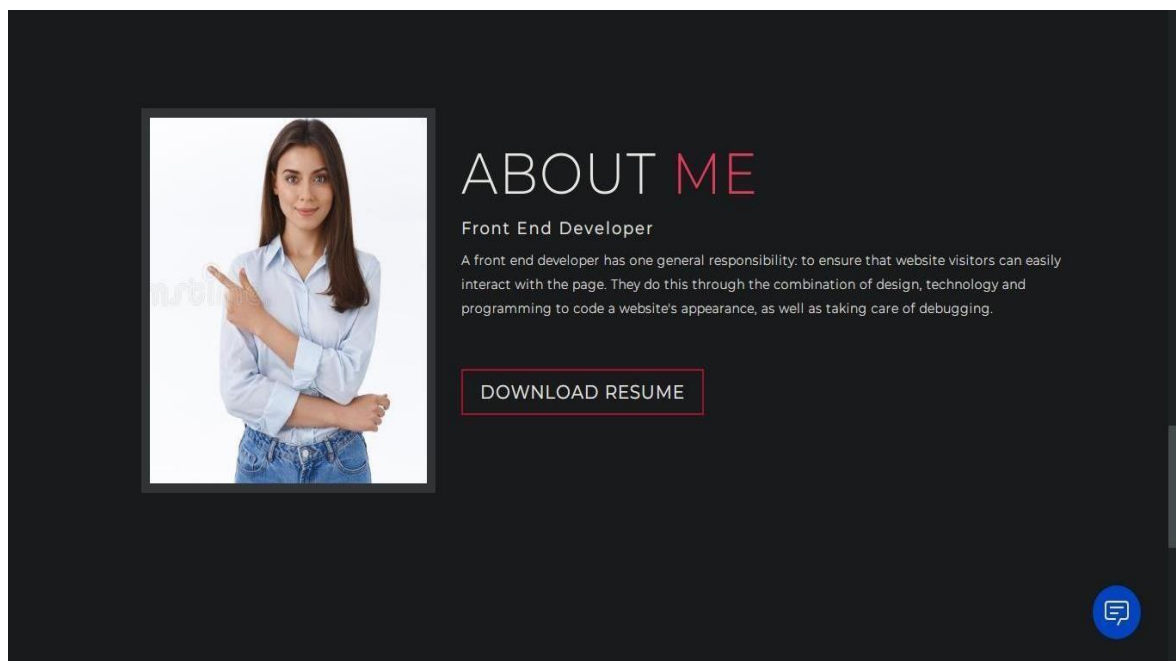 ABOUT ME
Front End Developer
A front end developer has one general responsibility: to ensure that website visitors can easily
interact with the page. They do this through the combination of design, technology and
programming to code a website's appearance, as well as taking care of debugging.
DOWNLOAD RESUME